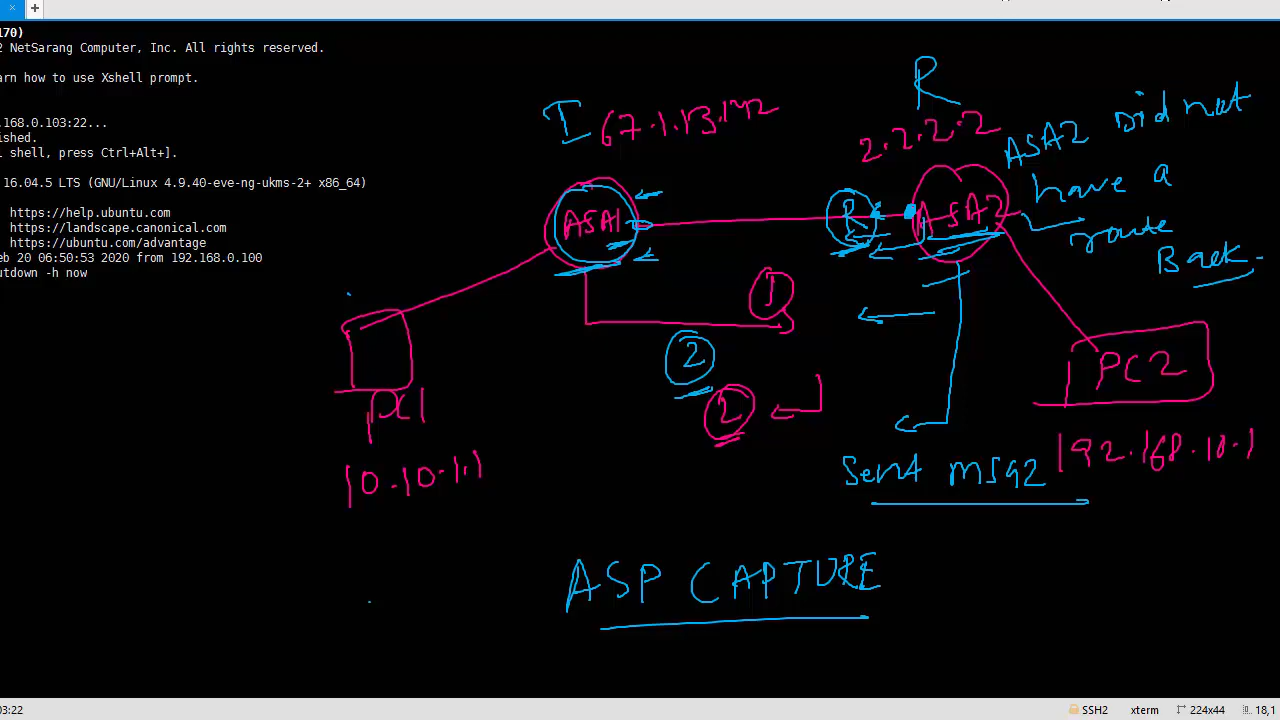 170)
2 NetSarang Computer, Inc. All rights reserved.
arn how to use Xshell prompt.
.168.0.103:22...
ished.
l shell, press Ctrl+Alt+].
16.04.5 LTS (GNU/Linux 4.9.40-eve-ng-ukms-2+ x86_64)
https://help.ubuntu.com
https://landscape.canonical.com
https://ubuntu.com/advantage
eb 20 06:50:53 2020 from 192.168.0.100
utdown -h now
I
67.1.13.142
R
2.2.2.2
ASA2 Did not
have a
route
Back.
ASA1
R
ASA2
1
2
2
PC1
10.10.1.1
PC2
192.168.10.1
Sent msg2
ASP CAPTURE
03:22
SSH2
xterm
224x44
18,1